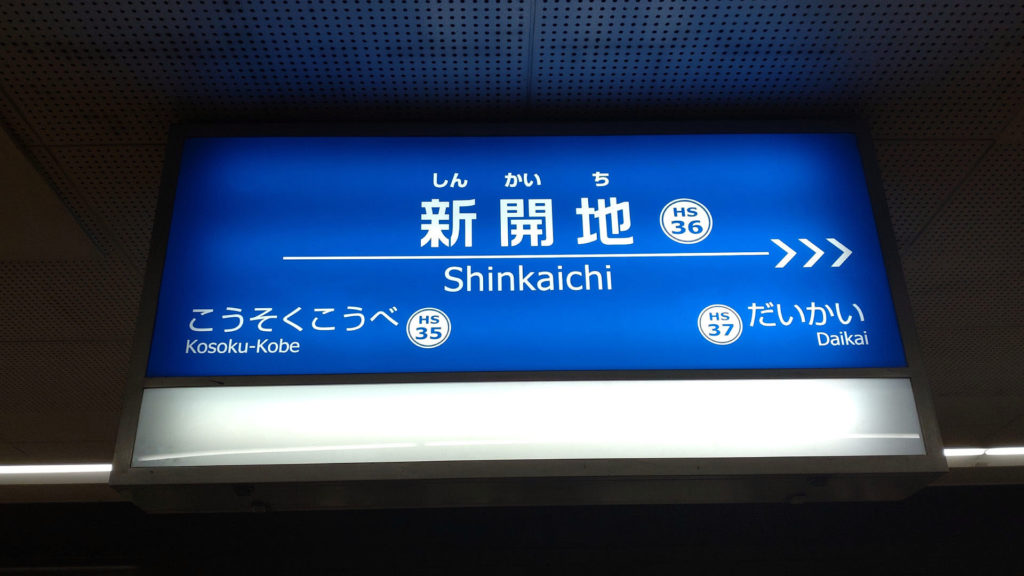 しん かい ち
新開地 HS 36
Shinkaichi
こうそくこうべ HS 35
Kosoku-Kobe
HS 37 だいかい
Daikai